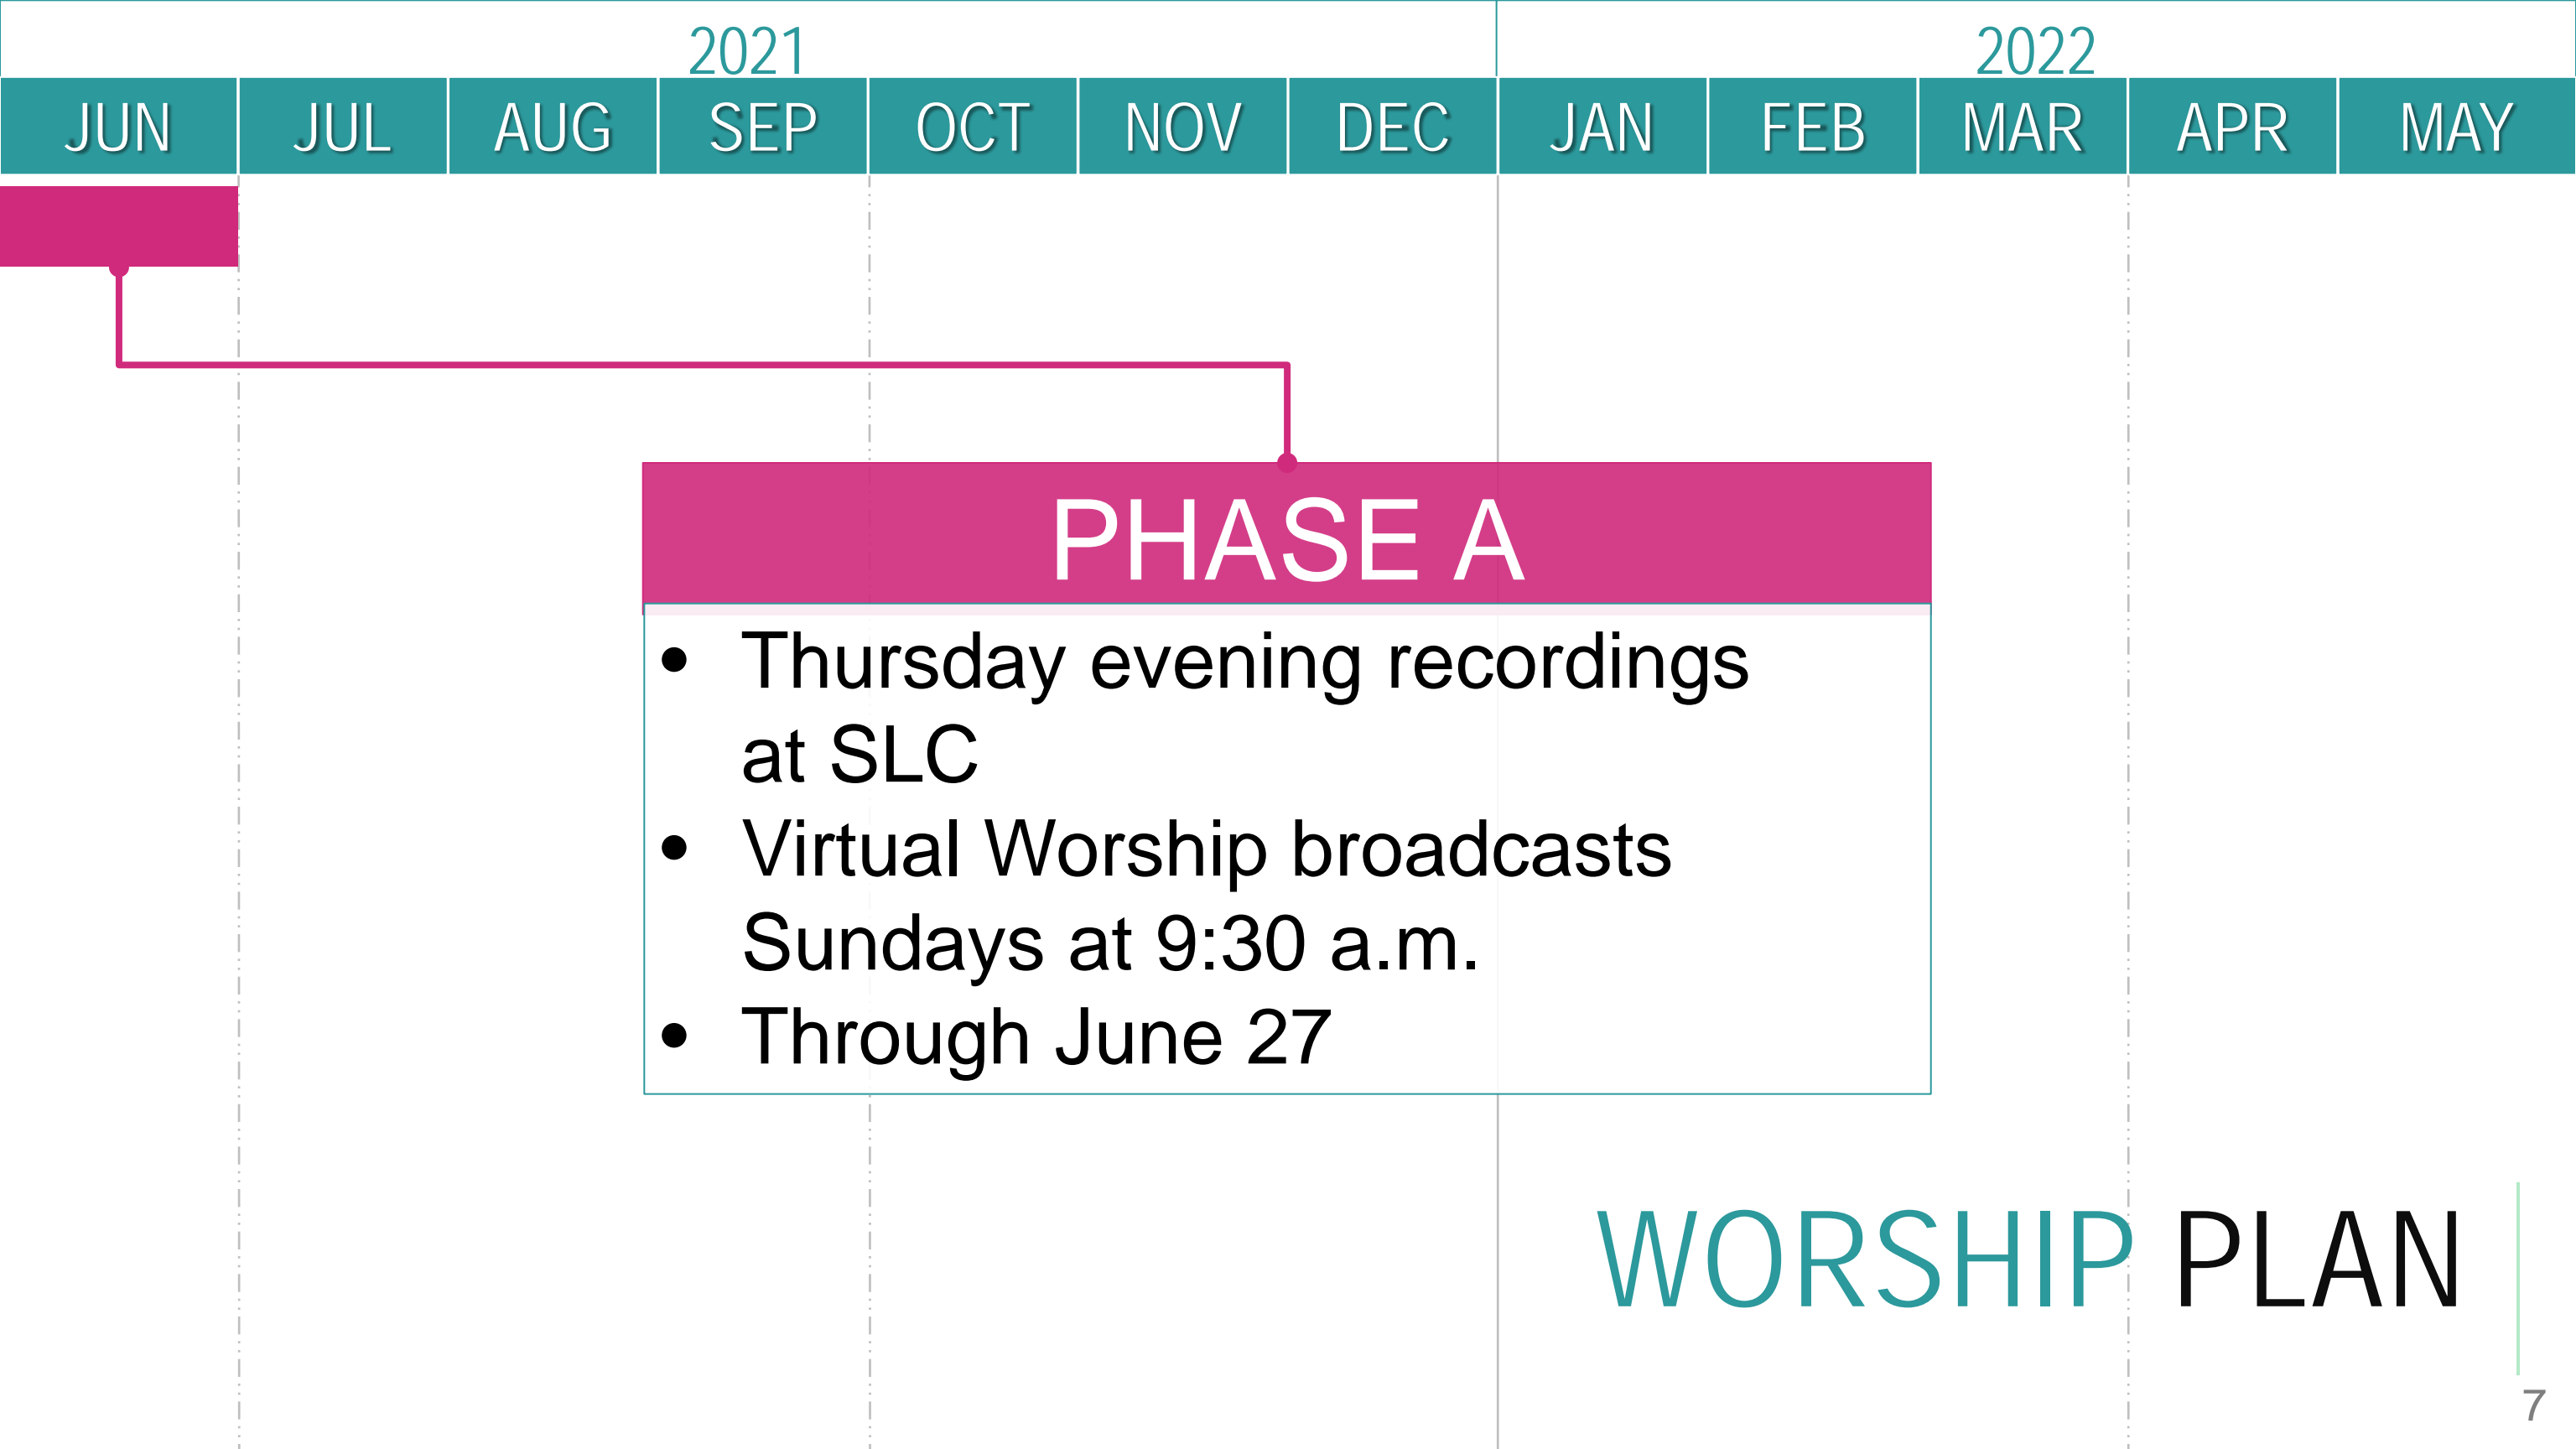 2021 2022
JUN JUL AUG SEP OCT NOV DEC JAN FEB MAR APR MAY
PHASE A
• Thursday evening recordings
at SLC
• Virtual Worship broadcasts
Sundays at 9:30 a.m.
• Through June 27
WORSHIP PLAN
7